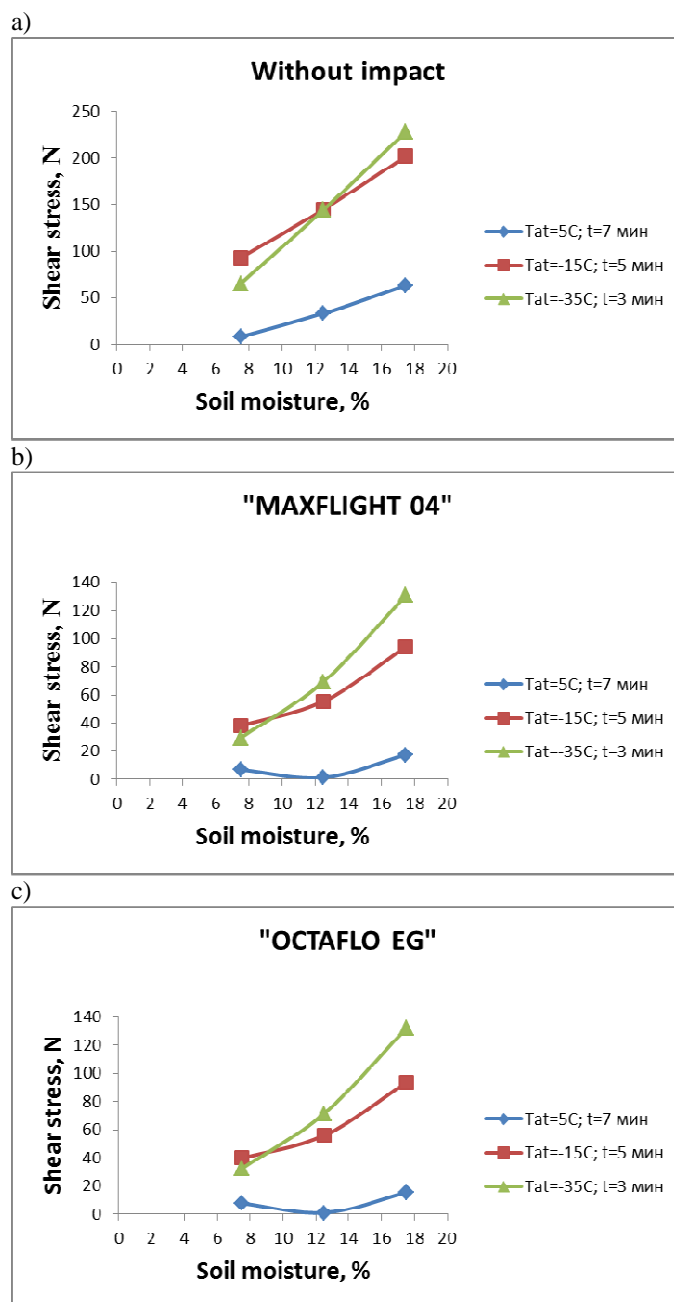 a)
Without impact
Shear stress, N
250
200
150
100
50
0
0 2 4 6 8 10 12 14 16 18 20
Soil moisture, %
Tat=5C; t=7 мин
Tat=-15C; t=5 мин
Tat=-35C; t=3 мин
b)
"MAXFLIGHT 04"
Shear stress, N
140
120
100
80
60
40
20
0
0 2 4 6 8 10 12 14 16 18 20
Soil moisture, %
Tat=5C; t=7 мин
Tat=-15C; t=5 мин
Tat=-35C; t=3 мин
c)
"OCTAFLO EG"
Shear stress, N
140
120
100
80
60
40
20
0
0 2 4 6 8 10 12 14 16 18 20
Soil moisture, %
Tat=5C; t=7 мин
Tat=-15C; t=5 мин
Tat=-35C; t=3 мин